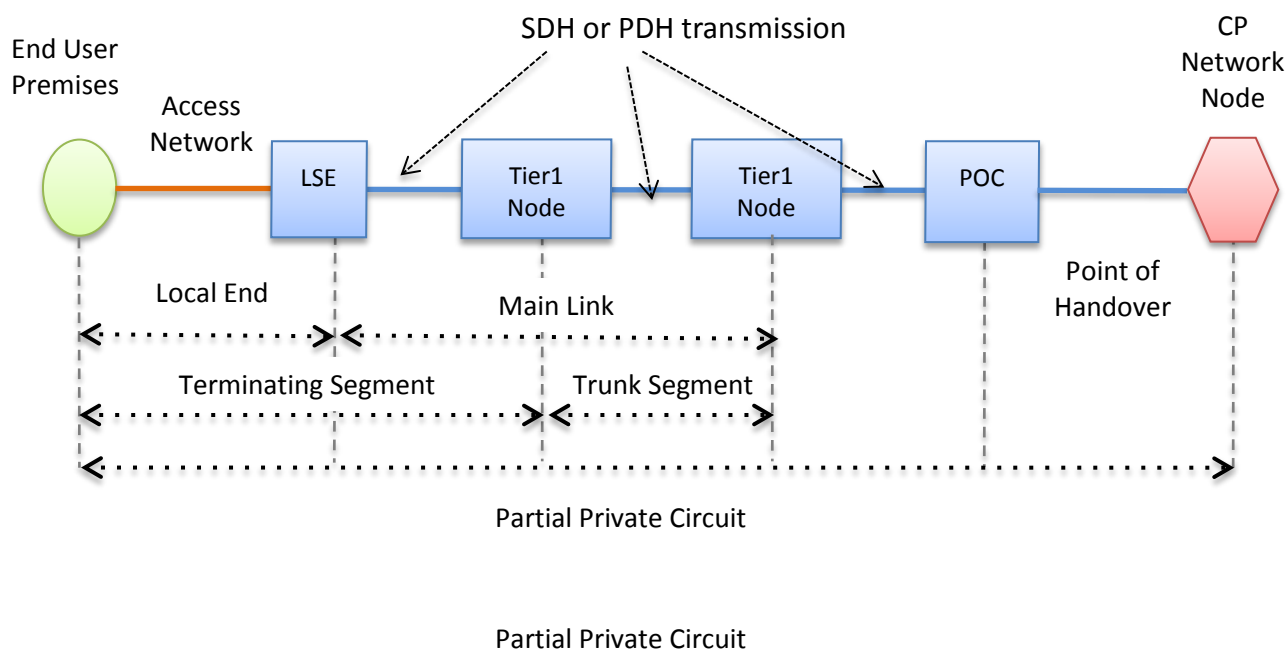 SDH or PDH transmission
CP
Network
Node
End User
Premises
Access
Network
LSE
Tier1
Node
Tier1
Node
POC
Point of
Handover
Local End
Main Link
Terminating Segment
Trunk Segment
Partial Private Circuit
Partial Private Circuit